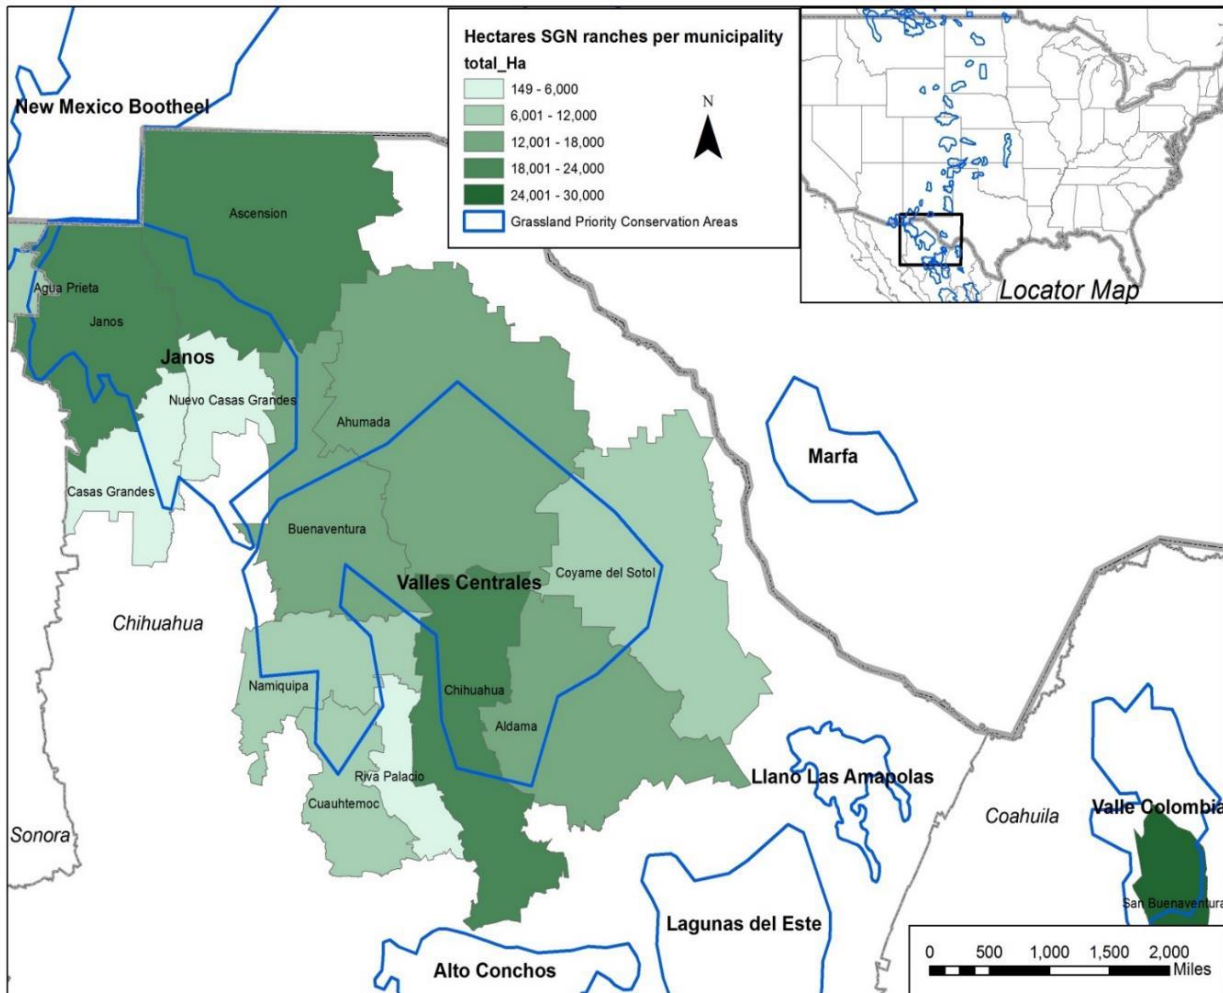 Hectares SGN ranches per municipality
total_Ha
149 - 6,000
6,001 - 12,000
12,001 - 18,000
18,001 - 24,000
24,001 - 30,000
Grassland Priority Conservation Areas
N
Locator Map
New Mexico Bootheel
Ascension
Agua Prieta
Janos
Janos
Nuevo Casas Grandes
Ahumada
Casas Grandes
Marfa
Buenaventura
Valles Centrales
Coyame del Sotol
Chihuahua
Namiquipa
Chihuahua
Aldama
Riva Palacio
Cuauhtemoc
Llano Las Amapolas
Sonora
Coahuila
Valle Colombia
San Buenaventura
Lagunas del Este
Alto Conchos
0 500 1,000 1,500 2,000
Miles